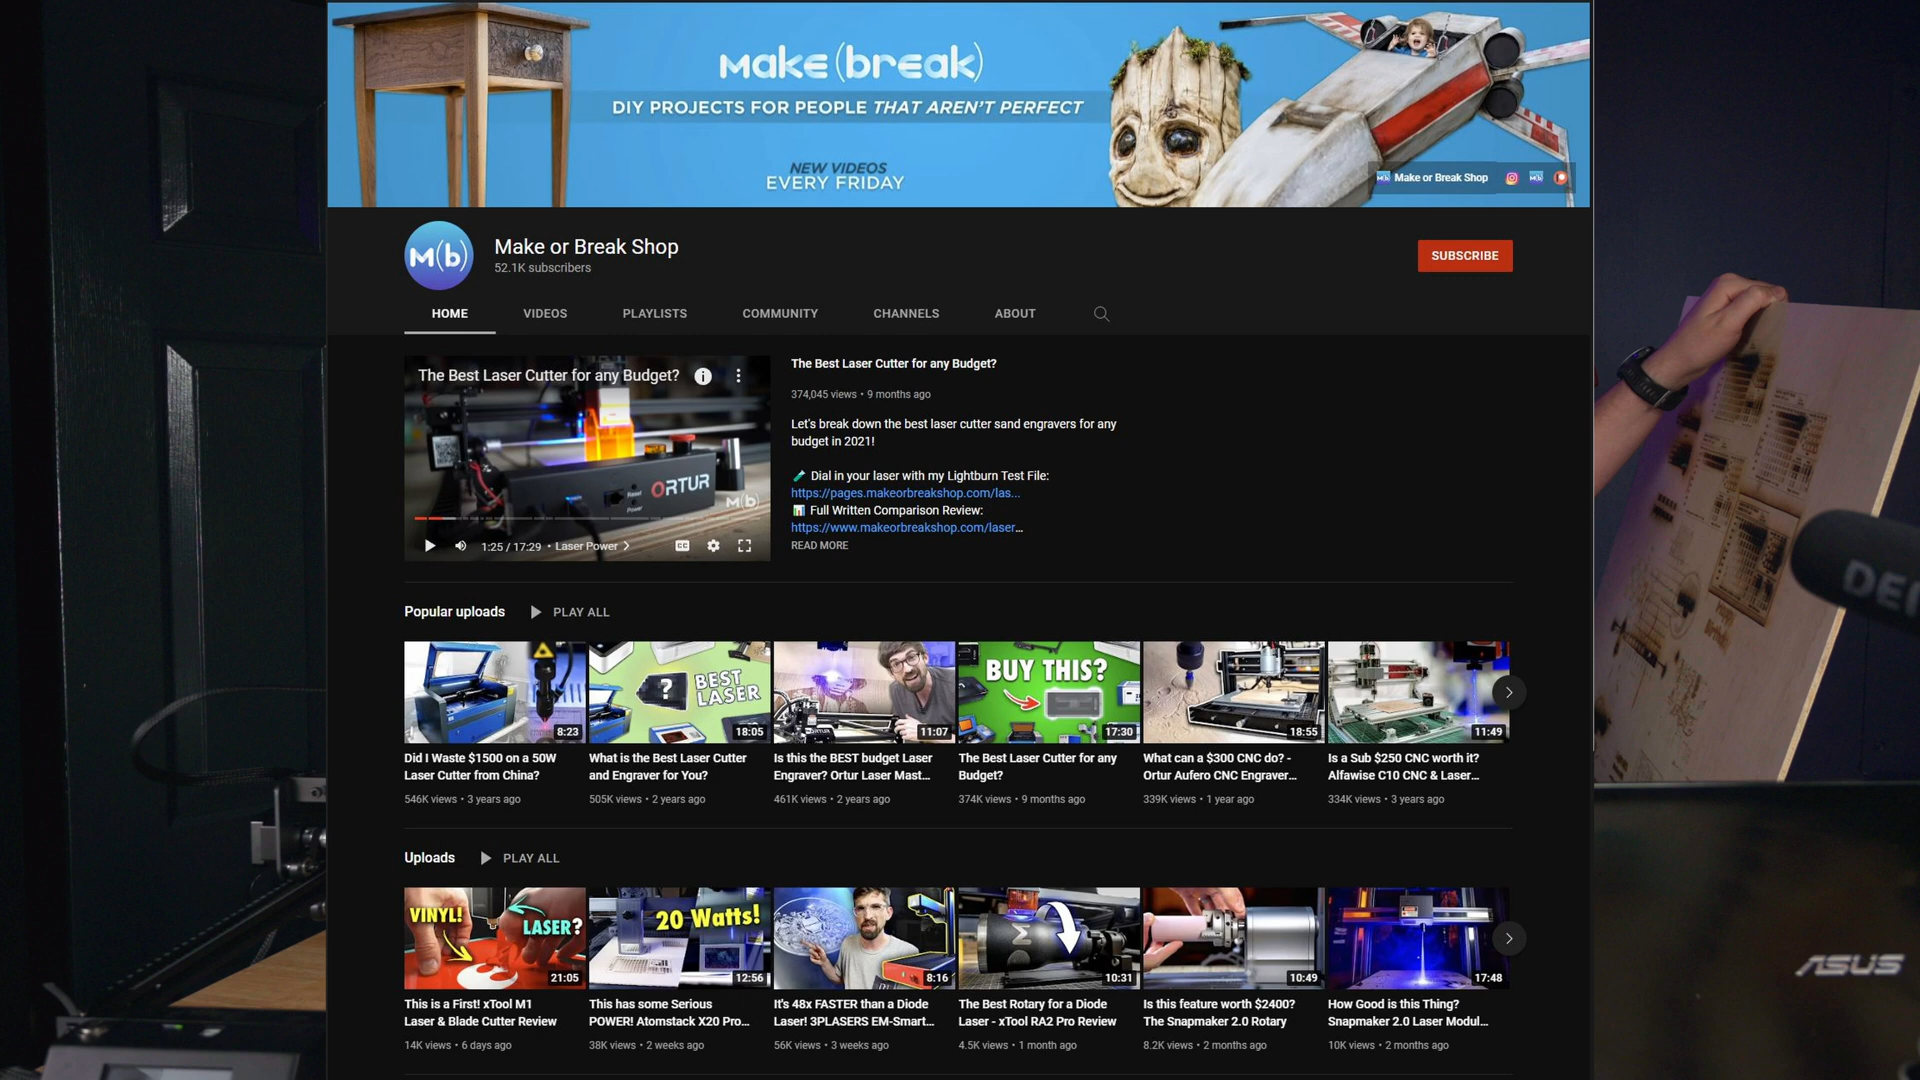 make (break)
DIY PROJECTS FOR PEOPLE THAT AREN'T PERFECT
NEW VIDEOS
EVERY FRIDAY
M(b) Make or Break Shop M(b)
M(b)
Make or Break Shop
52.1K subscribers
SUBSCRIBE
HOME VIDEOS PLAYLISTS COMMUNITY CHANNELS ABOUT
The Best Laser Cutter for any Budget?
ORTUR
Reset
Power
M(b)
1:25 / 17:29 • Laser Power
CC
The Best Laser Cutter for any Budget?
374,045 views • 9 months ago
Let's break down the best laser cutter sand engravers for any
budget in 2021!
Dial in your laser with my Lightburn Test File:
https://pages.makeorbreakshop.com/las...
Full Written Comparison Review:
https://www.makeorbreakshop.com/laser...
READ MORE
Popular uploads PLAY ALL
8:23
Did I Waste $1500 on a 50W
Laser Cutter from China?
546K views • 3 years ago
?
BEST
LASER
18:05
What is the Best Laser Cutter
and Engraver for You?
505K views • 2 years ago
ORTUR
11:07
Is this the BEST budget Laser
Engraver? Ortur Laser Mast...
461K views • 2 years ago
BUY THIS?
17:30
The Best Laser Cutter for any
Budget?
374K views • 9 months ago
18:55
What can a $300 CNC do? -
Ortur Aufero CNC Engraver...
339K views • 1 year ago
11:49
Is a Sub $250 CNC worth it?
Alfawise C10 CNC & Laser...
334K views • 3 years ago
Uploads PLAY ALL
VINYL!
LASER?
21:05
This is a First! xTool M1
Laser & Blade Cutter Review
14K views • 6 days ago
20 Watts!
12:56
This has some Serious
POWER! Atomstack X20 Pro...
38K views • 2 weeks ago
8:16
It's 48x FASTER than a Diode
Laser! 3PLASERS EM-Smart...
56K views • 3 weeks ago
10:31
The Best Rotary for a Diode
Laser - xTool RA2 Pro Review
4.5K views • 1 month ago
10:49
Is this feature worth $2400?
The Snapmaker 2.0 Rotary
8.2K views • 2 months ago
17:48
How Good is this Thing?
Snapmaker 2.0 Laser Modul...
10K views • 2 months ago
ASUS